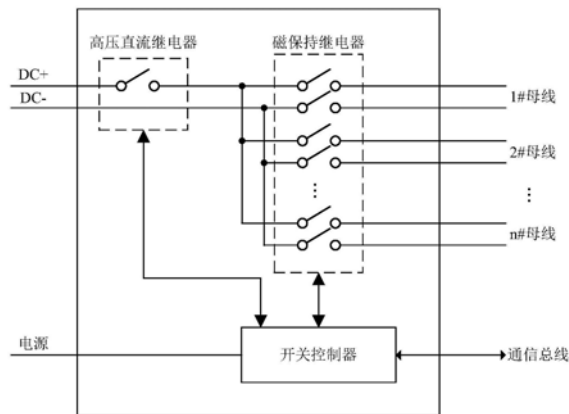 高压直流继电器
磁保持继电器
DC+
DC-
1#母线
2#母线
⋮
⋮
n#母线
电源
开关控制器
通信总线